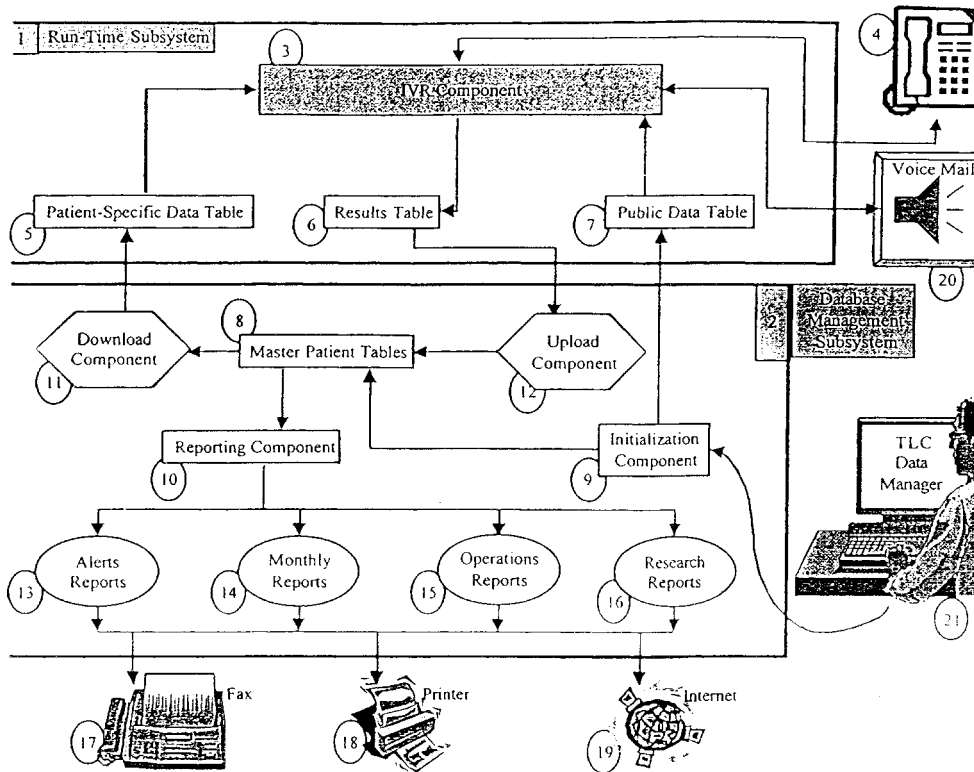 1 Run-Time Subsystem
3
4
IVR Component
Voice Mail
Patient-Specific Data Table
Results Table
Public Data Table
5
6
7
20
2
Database
Management
Subsystem
8
Download
Component
Master Patient Tables
Upload
Component
11
12
Reporting Component
Initialization
Component
TLC
Data
Manager
10
9
Alerts
Reports
Monthly
Reports
Operations
Reports
Research
Reports
13
14
15
16
21
Fax
Printer
Internet
17
18
19